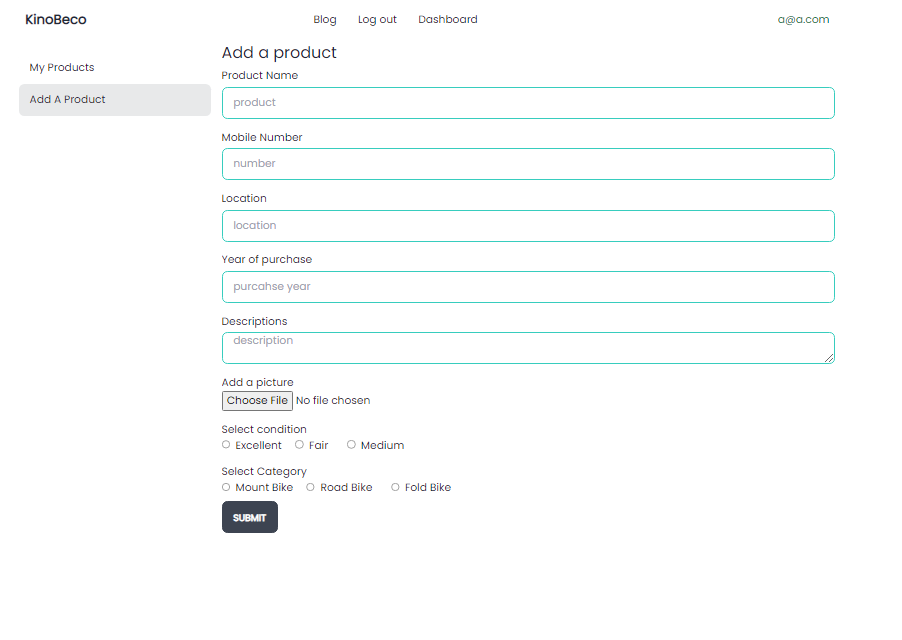 KinoBeco Blog Log out Dashboard a@a.com
My Products
Add A Product
Add a product
Product Name
product
Mobile Number
number
Location
location
Year of purchase
purcahse year
Descriptions
description
Add a picture
Choose File No file chosen
Select condition
Excellent Fair Medium
Select Category
Mount Bike Road Bike Fold Bike
SUBMIT